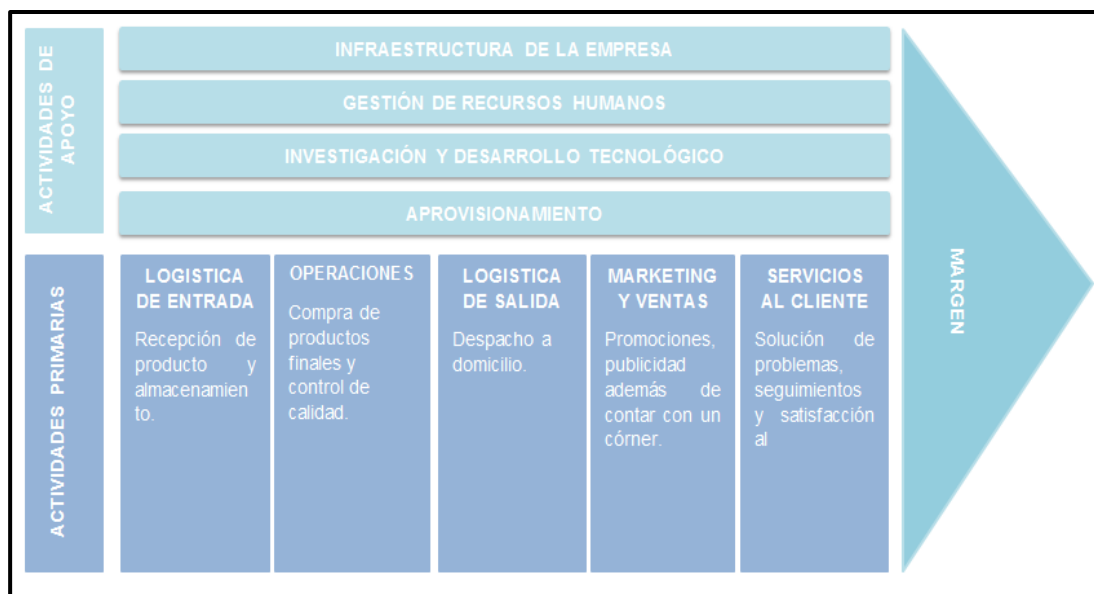 ACTIVIDADES DE
APOYO
INFRAESTRUCTURA DE LA EMPRESA
GESTIÓN DE RECURSOS HUMANOS
INVESTIGACIÓN Y DESARROLLO TECNOLÓGICO
APROVISIONAMIENTO
ACTIVIDADES PRIMARIAS
LOGISTICA
DE ENTRADA
Recepción de
producto y
almacenamien
to.
OPERACIONES
Compra de
productos
finales y
control de
calidad.
LOGISTICA
DE SALIDA
Despacho a
domicilio.
MARKETING
Y VENTAS
Promociones,
publicidad
además de
contar con un
córner.
SERVICIOS
AL CLIENTE
Solución de
problemas,
seguimientos
y satisfacción
al
MARGEN